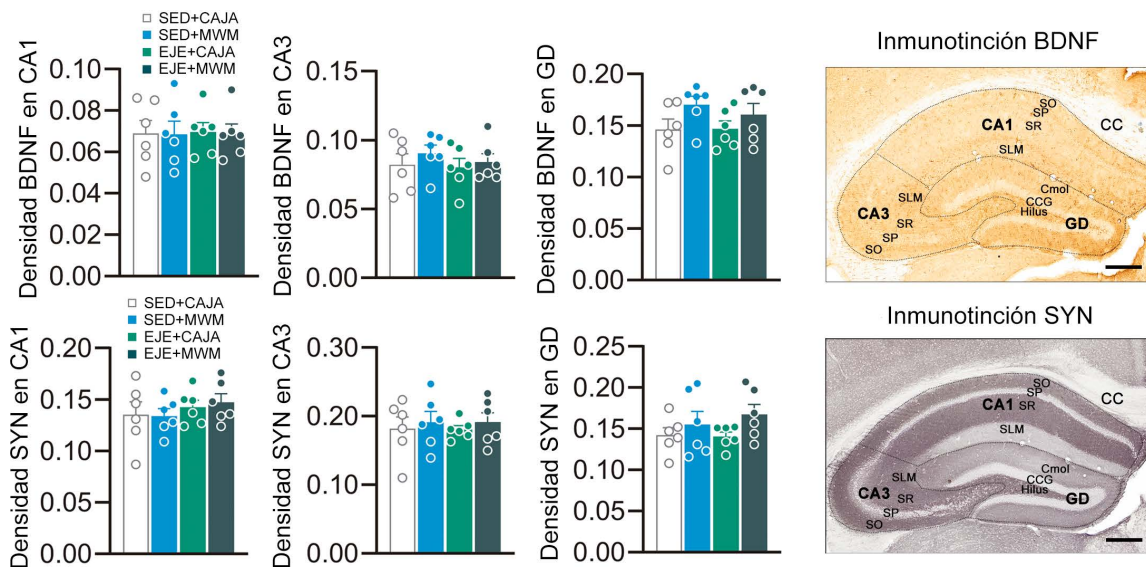 SED+CAJA
SED+MWM
EJE+CAJA
EJE+MWM
Densidad BDNF en CA1
0.10
0.08
0.06
0.04
0.02
0.00
Densidad BDNF en CA3
0.15
0.10
0.05
0.00
Densidad BDNF en GD
0.20
0.15
0.10
0.05
0.00
Inmunotinción BDNF
SO
SP
CA1
SR
CC
SLM
Cmol
SLM
CCG
Hilus
CA3
SR
GD
SP
SO
SED+CAJA
SED+MWM
EJE+CAJA
EJE+MWM
Densidad SYN en CA1
0.20
0.15
0.10
0.05
0.00
Densidad SYN en CA3
0.30
0.20
0.10
0.00
Densidad SYN en GD
0.25
0.20
0.15
0.10
0.05
0.00
Inmunotinción SYN
SO
SP
CA1
SR
CC
SLM
Cmol
SLM
CCG
Hilus
CA3
SR
GD
SP
SO